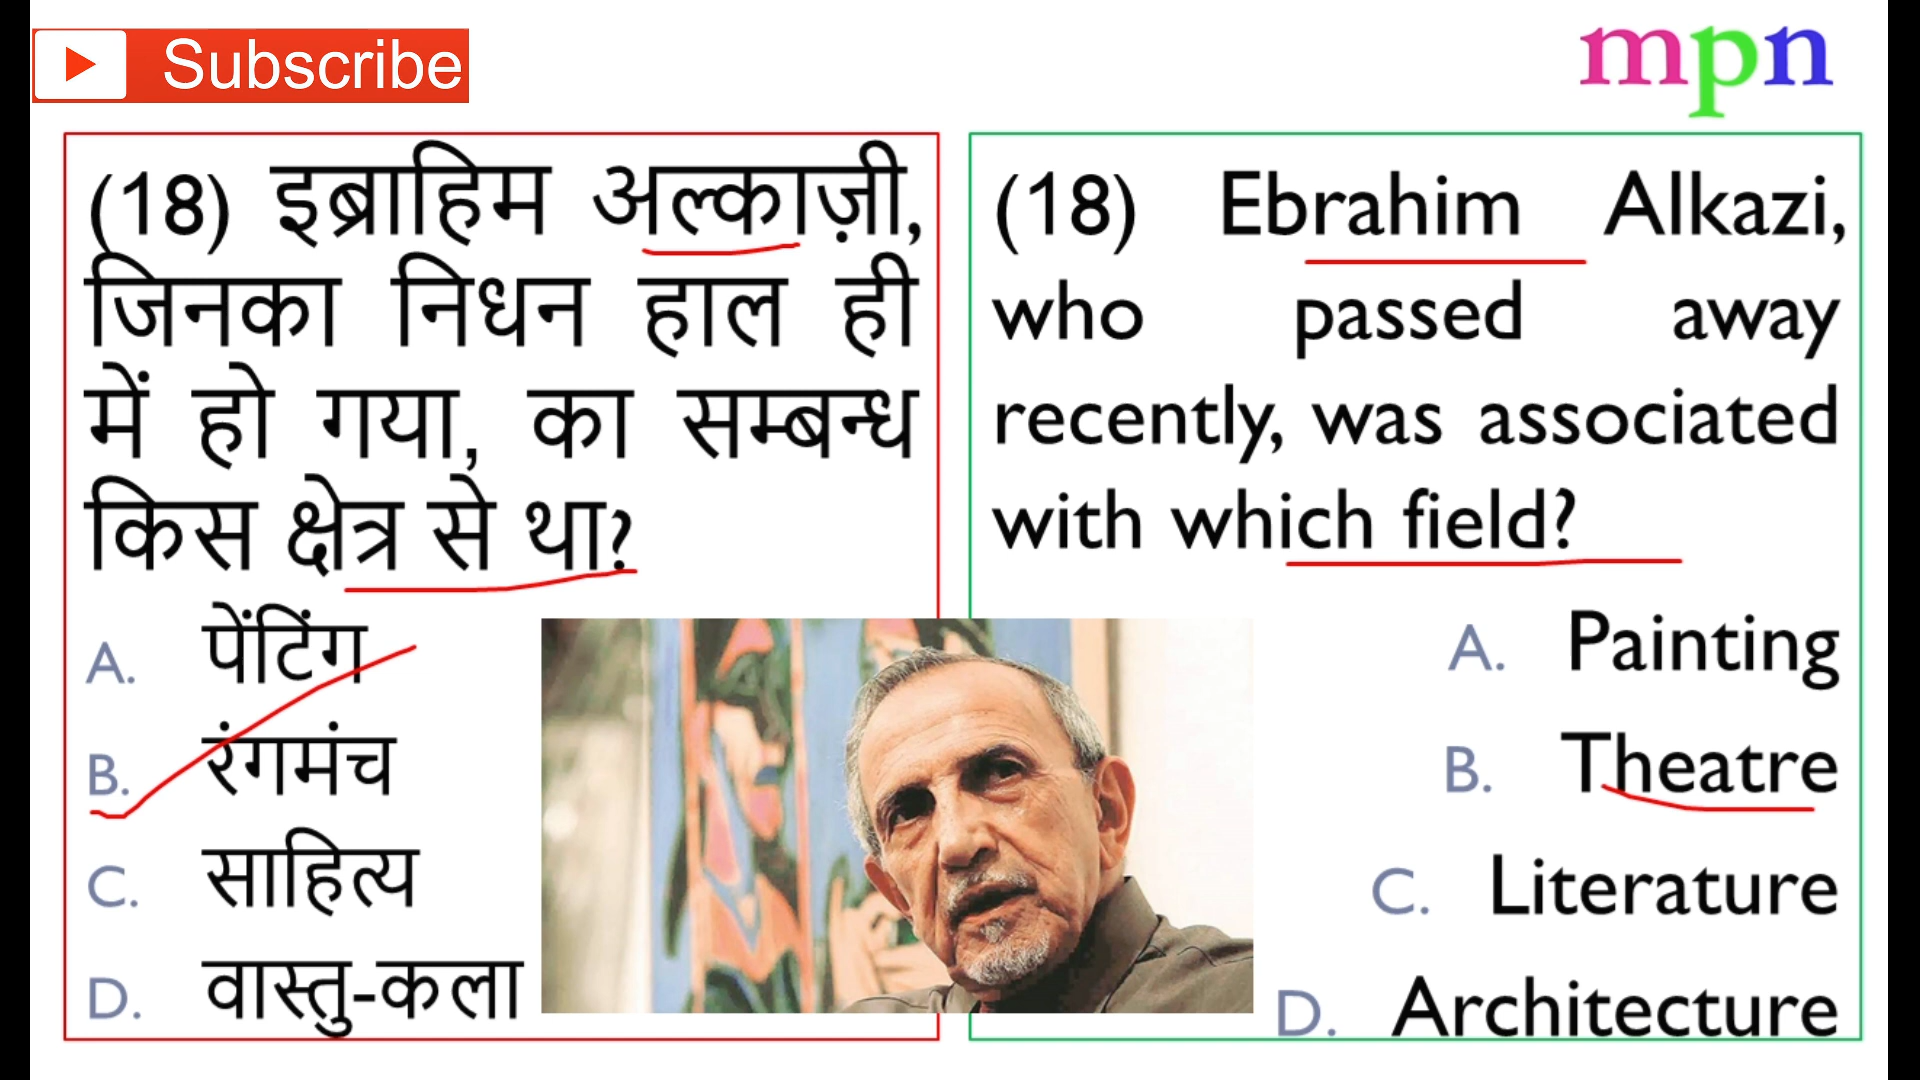 Subscribe
mpn
(18) इब्राहिम अल्काज़ी,
जिनका निधन हाल ही
में हो गया, का सम्बन्ध
किस क्षेत्र से था?
A. पेंटिंग
B. रंगमंच
C. साहित्य
D. वास्तु-कला
(18) Ebrahim Alkazi,
who passed away
recently, was associated
with which field?
A. Painting
B. Theatre
C. Literature
D. Architecture